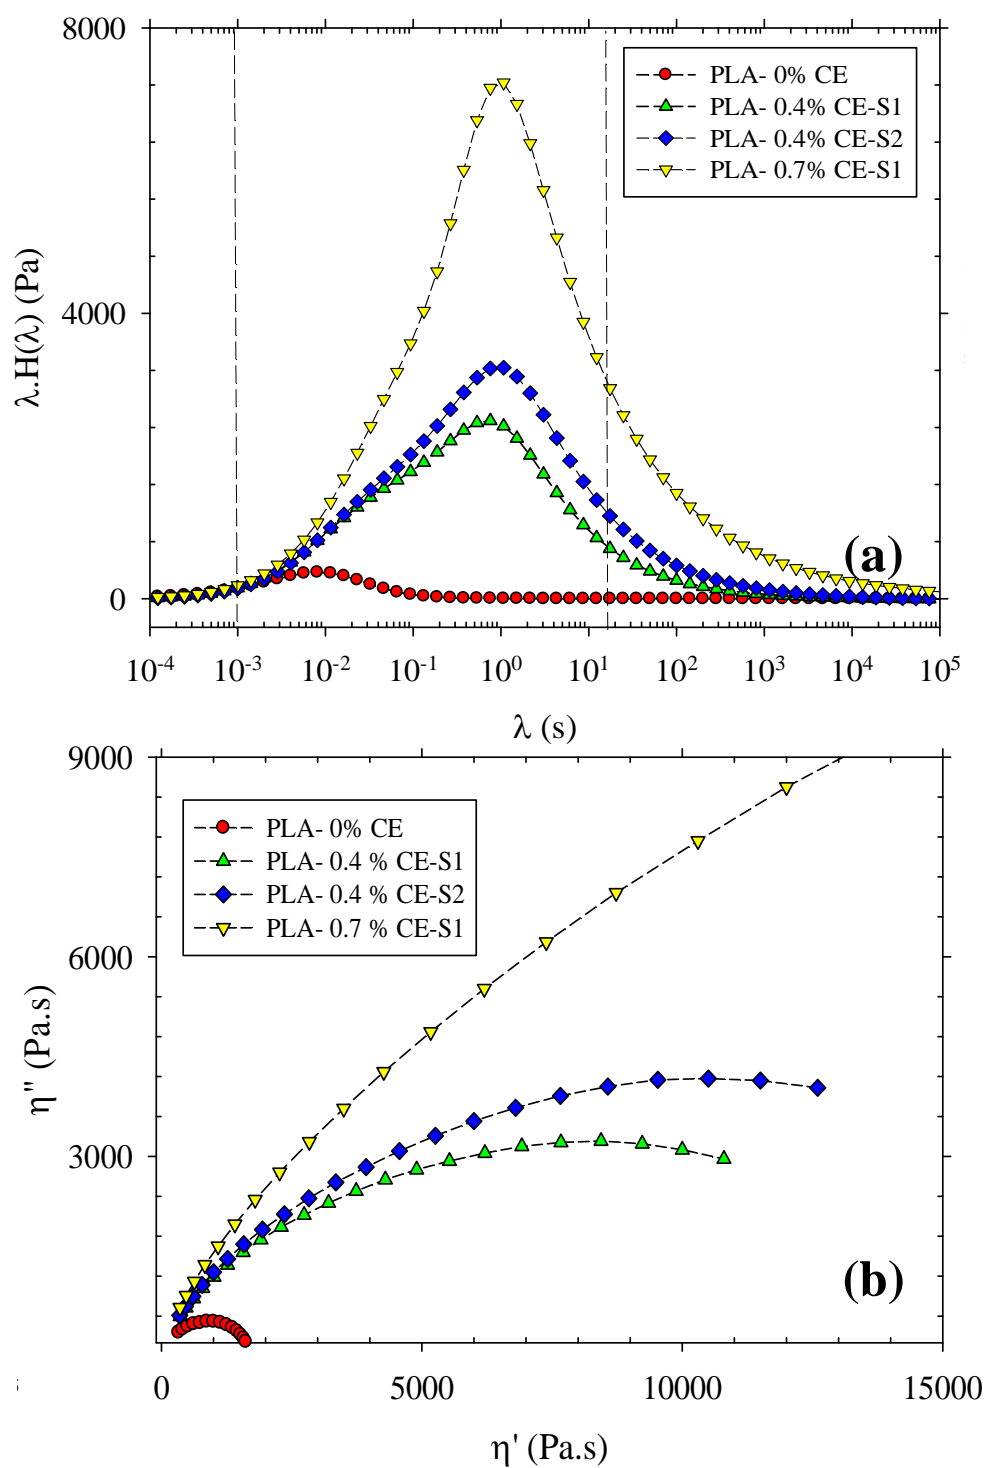 8000
4000
0
λ.H(λ) (Pa)
PLA- 0% CE
PLA- 0.4% CE-S1
PLA- 0.4% CE-S2
PLA- 0.7% CE-S1
(a)
10⁻⁴ 10⁻³ 10⁻² 10⁻¹ 10⁰ 10¹ 10² 10³ 10⁴ 10⁵
λ (s)
9000
6000
3000
η'' (Pa.s)
PLA- 0% CE
PLA- 0.4 % CE-S1
PLA- 0.4 % CE-S2
PLA- 0.7 % CE-S1
(b)
0 5000 10000 15000
η' (Pa.s)